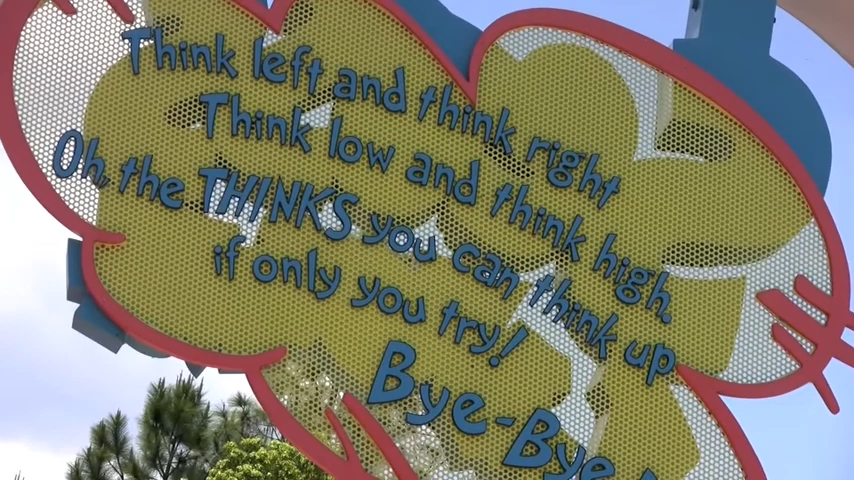 Think left and think right
Think low and think high.
Oh, the THINKS you can think up
if only you try!
Bye-Bye